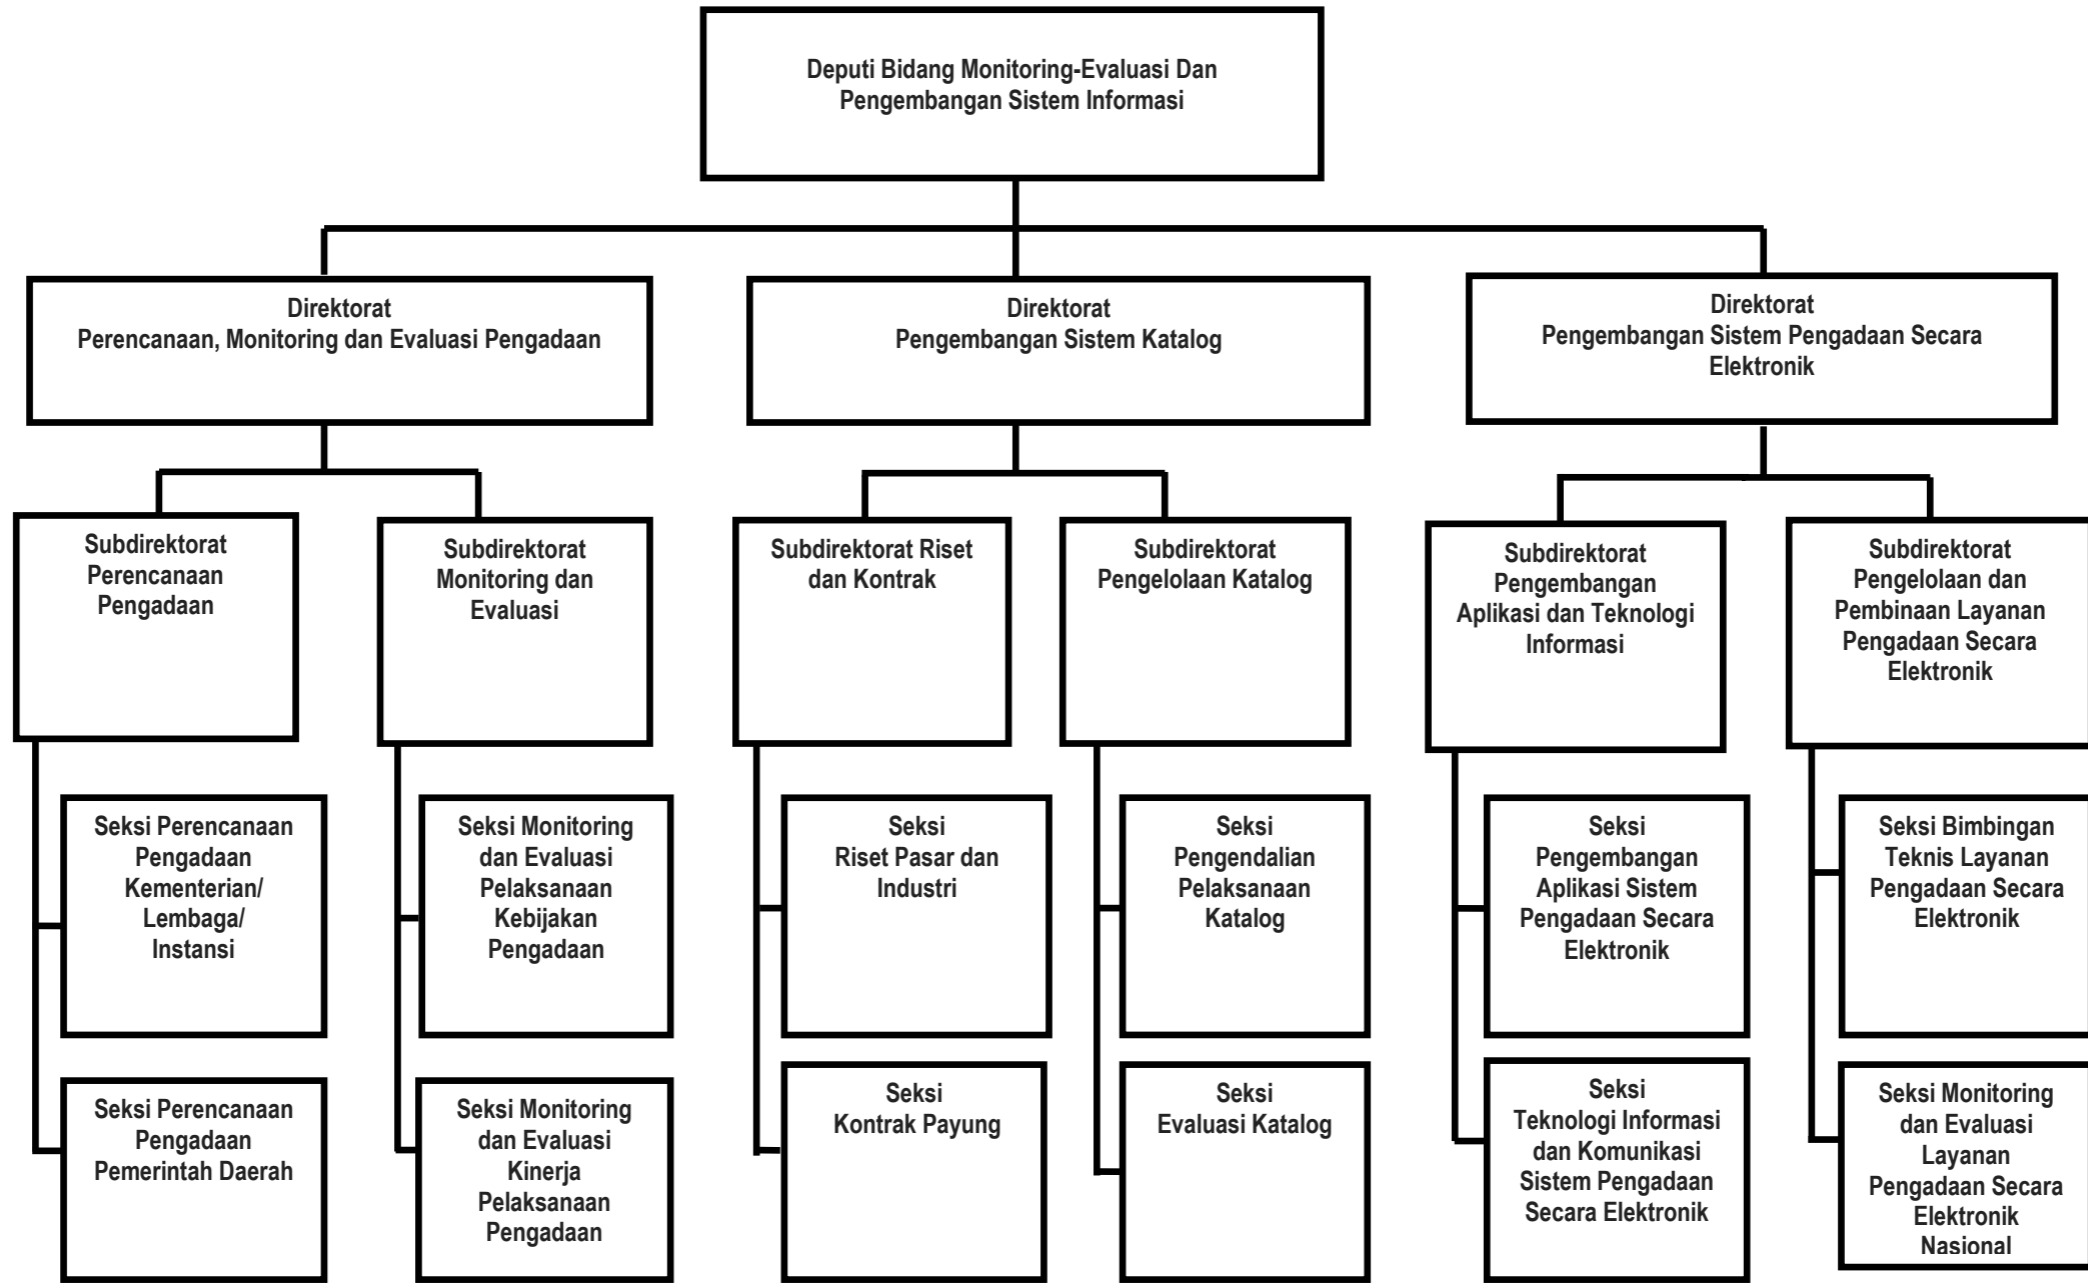 Deputi Bidang Monitoring-Evaluasi Dan
Pengembangan Sistem Informasi
Direktorat
Perencanaan, Monitoring dan Evaluasi Pengadaan
Direktorat
Pengembangan Sistem Katalog
Direktorat
Pengembangan Sistem Pengadaan Secara
Elektronik
Subdirektorat
Perencanaan
Pengadaan
Subdirektorat
Monitoring dan
Evaluasi
Subdirektorat Riset
dan Kontrak
Subdirektorat
Pengelolaan Katalog
Subdirektorat
Pengembangan
Aplikasi dan Teknologi
Informasi
Subdirektorat
Pengelolaan dan
Pembinaan Layanan
Pengadaan Secara
Elektronik
Seksi Perencanaan
Pengadaan
Kementerian/
Lembaga/
Instansi
Seksi Monitoring
dan Evaluasi
Pelaksanaan
Kebijakan
Pengadaan
Seksi
Riset Pasar dan
Industri
Seksi
Pengendalian
Pelaksanaan
Katalog
Seksi
Pengembangan
Aplikasi Sistem
Pengadaan Secara
Elektronik
Seksi Bimbingan
Teknis Layanan
Pengadaan Secara
Elektronik
Seksi Perencanaan
Pengadaan
Pemerintah Daerah
Seksi Monitoring
dan Evaluasi
Kinerja
Pelaksanaan
Pengadaan
Seksi
Kontrak Payung
Seksi
Evaluasi Katalog
Seksi
Teknologi Informasi
dan Komunikasi
Sistem Pengadaan
Secara Elektronik
Seksi Monitoring
dan Evaluasi
Layanan
Pengadaan Secara
Elektronik
Nasional